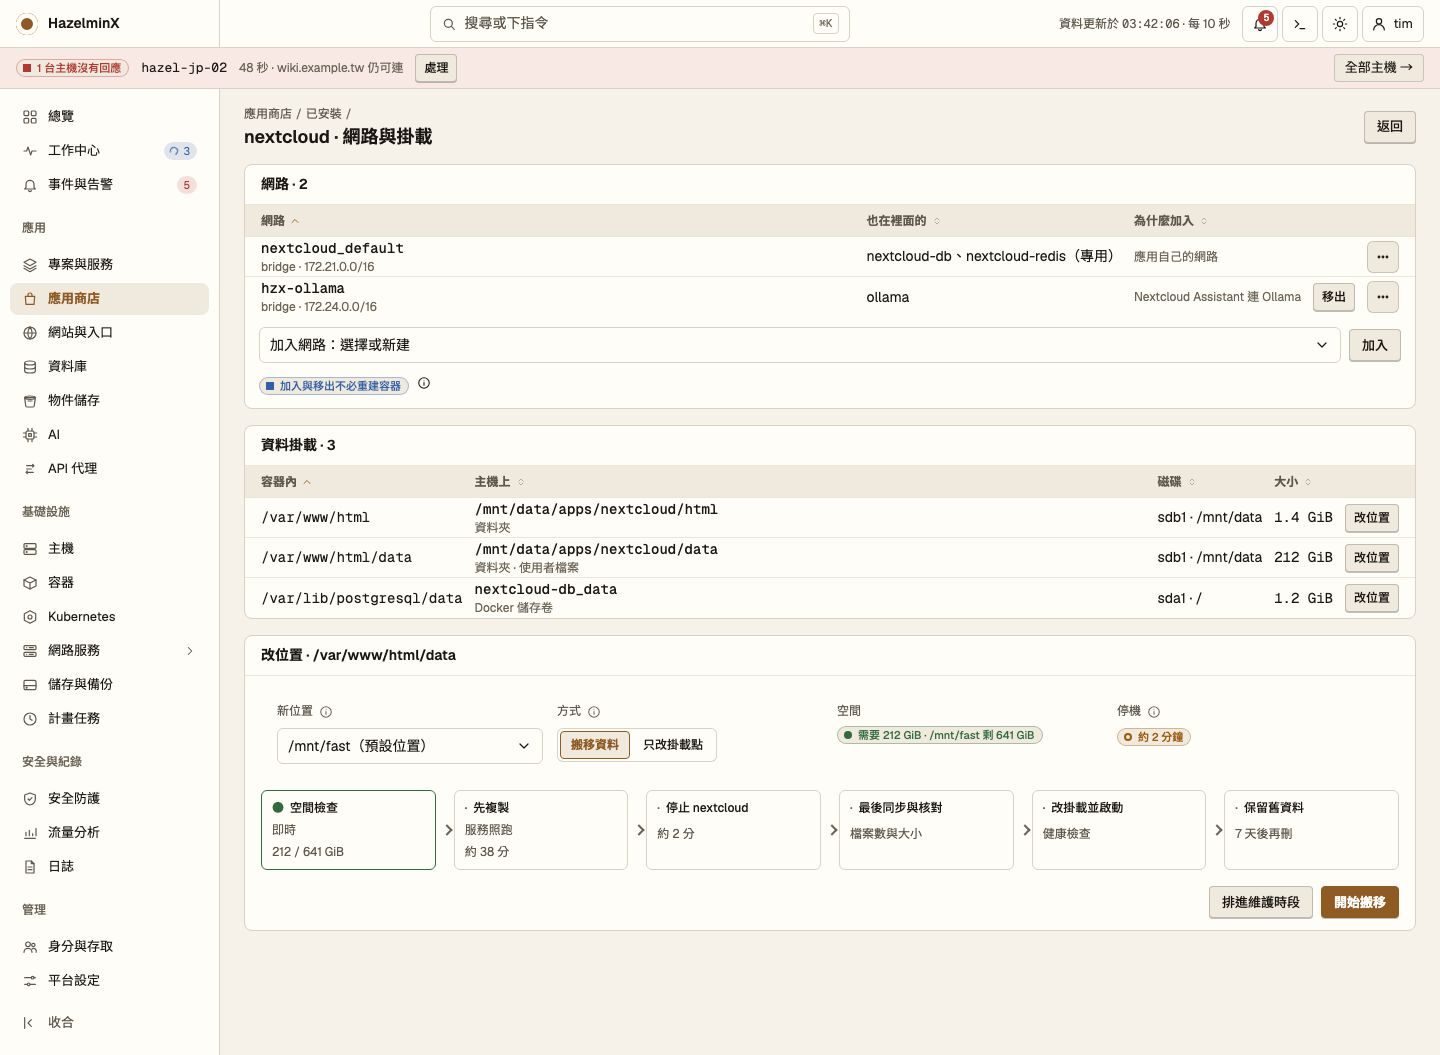 HazelminX
搜尋或下指令
⌘K
資料更新於 03:42:06 · 每 10 秒
5
tim
1 台主機沒有回應
hazel-jp-02
48 秒 · wiki.example.tw 仍可連
處理
全部主機 →
總覽
工作中心
3
事件與告警
5
應用
專案與服務
應用商店
網站與入口
資料庫
物件儲存
AI
API 代理
基礎設施
主機
容器
Kubernetes
網路服務
儲存與備份
計畫任務
安全與紀錄
安全防護
流量分析
日誌
管理
身分與存取
平台設定
收合
應用商店 / 已安裝 /
nextcloud · 網路與掛載
返回
網路 · 2
網路
也在裡面的
為什麼加入
nextcloud_default
bridge · 172.21.0.0/16
nextcloud-db、nextcloud-redis（專用）
應用自己的網路
hzx-ollama
bridge · 172.24.0.0/16
ollama
Nextcloud Assistant 連 Ollama
移出
加入網路：選擇或新建
加入
加入與移出不必重建容器
資料掛載 · 3
容器內
主機上
磁碟
大小
/var/www/html
/mnt/data/apps/nextcloud/html
資料夾
sdb1 · /mnt/data
1.4 GiB
改位置
/var/www/html/data
/mnt/data/apps/nextcloud/data
資料夾 · 使用者檔案
sdb1 · /mnt/data
212 GiB
改位置
/var/lib/postgresql/data
nextcloud-db_data
Docker 儲存卷
sda1 · /
1.2 GiB
改位置
改位置 · /var/www/html/data
新位置
方式
空間
停機
/mnt/fast（預設位置）
搬移資料
只改掛載點
需要 212 GiB · /mnt/fast 剩 641 GiB
約 2 分鐘
空間檢查
即時
212 / 641 GiB
· 先複製
服務照跑
約 38 分
· 停止 nextcloud
約 2 分
· 最後同步與核對
檔案數與大小
· 改掛載並啟動
健康檢查
· 保留舊資料
7 天後再刪
排進維護時段
開始搬移